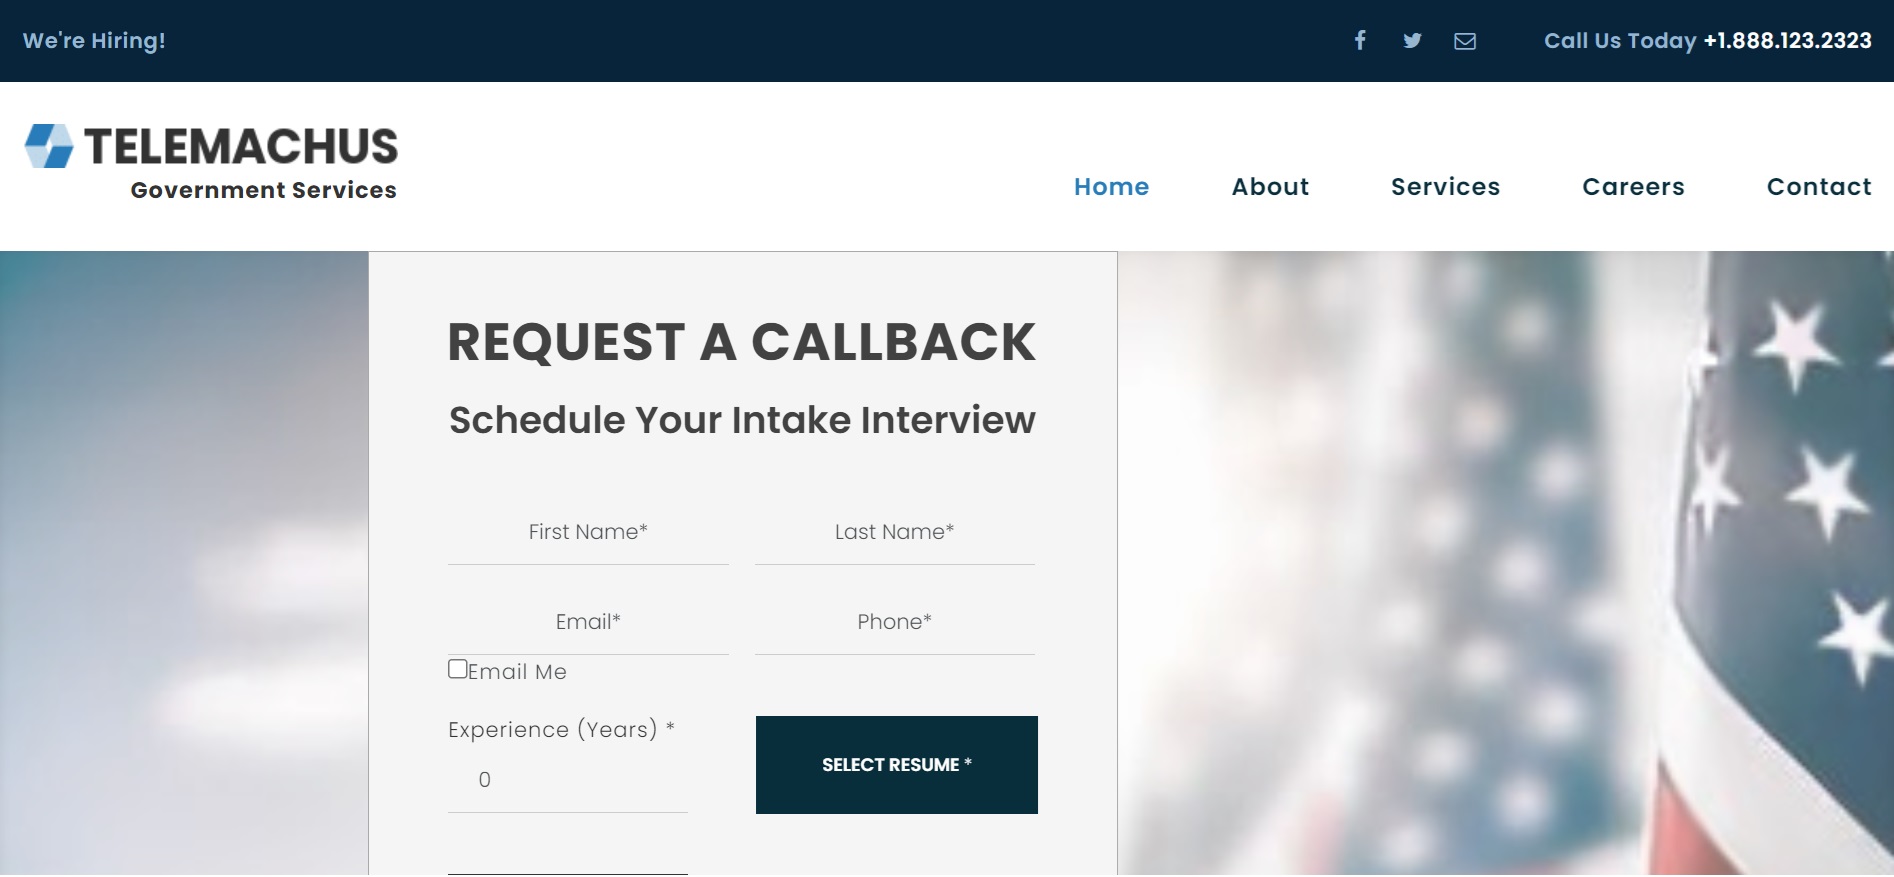 We're Hiring!
Call Us Today +1.888.123.2323
TELEMACHUS
Government Services
Home
About
Services
Careers
Contact
REQUEST A CALLBACK
Schedule Your Intake Interview
First Name*
Last Name*
Email*
Phone*
Email Me
Experience (Years) *
0
SELECT RESUME *